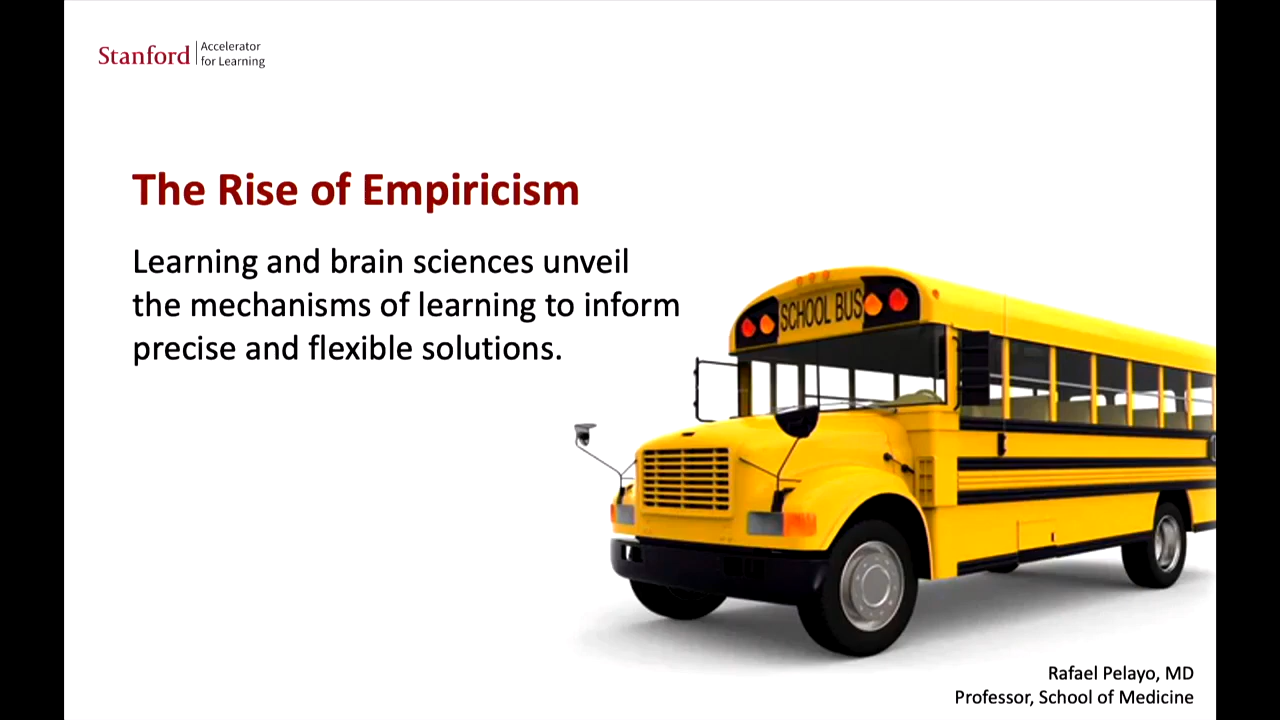 Stanford
Accelerator
for Learning
The Rise of Empiricism
Learning and brain sciences unveil
the mechanisms of learning to inform
precise and flexible solutions.
SCHOOL BUS
Rafael Pelayo, MD
Professor, School of Medicine